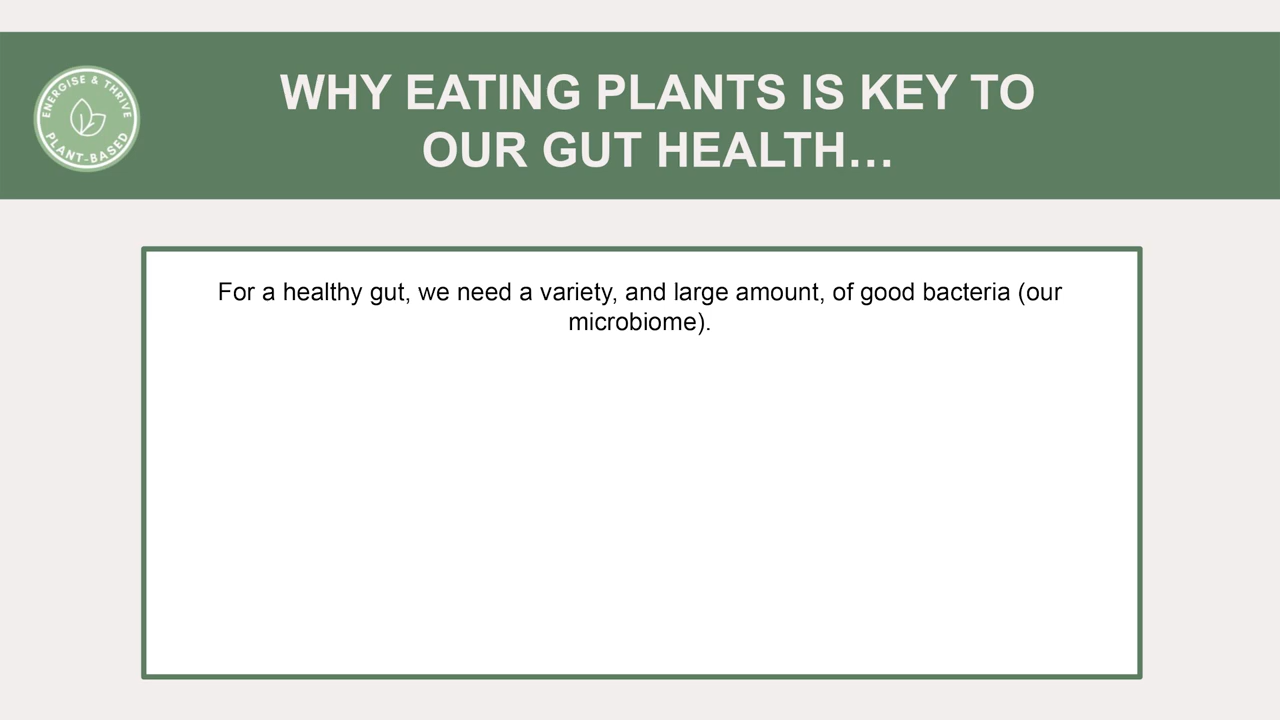 ENERGISE & THRIVE
PLANT-BASED
WHY EATING PLANTS IS KEY TO
OUR GUT HEALTH...
For a healthy gut, we need a variety, and large amount, of good bacteria (our
microbiome).